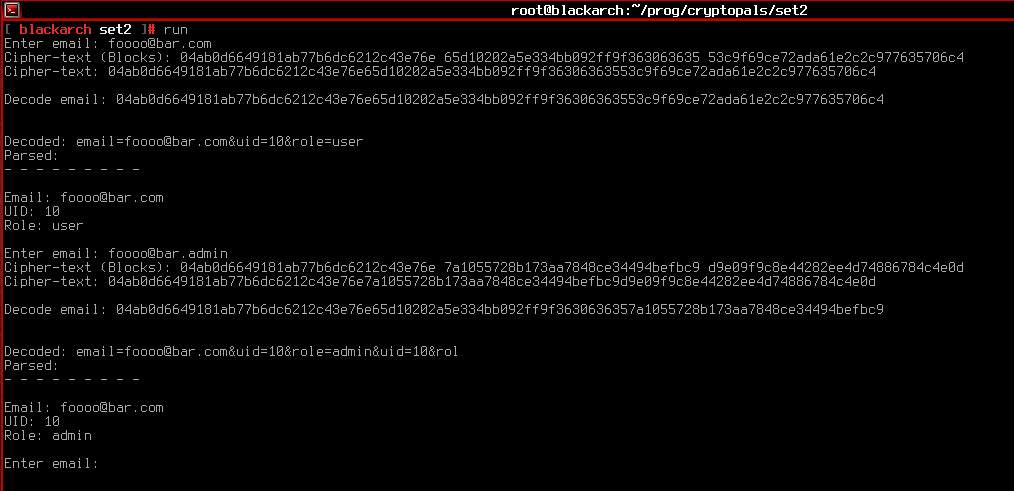 root@blackarch:~/prog/cryptopals/set2
[ blackarch set2 ]# run
Enter email: foooo@bar.com
Cipher-text (Blocks): 04ab0d6649181ab77b6dc6212c43e76e 65d10202a5e334bb092ff9f363063635 53c9f69ce72ada61e2c2c977635706c4
Cipher-text: 04ab0d6649181ab77b6dc6212c43e76e65d10202a5e334bb092ff9f36306363553c9f69ce72ada61e2c2c977635706c4
Decode email: 04ab0d6649181ab77b6dc6212c43e76e65d10202a5e334bb092ff9f36306363553c9f69ce72ada61e2c2c977635706c4
Decoded: email=foooo@bar.com&uid=10&role=user
Parsed:
- - - - - - - - -
Email: foooo@bar.com
UID: 10
Role: user
Enter email: foooo@bar.admin
Cipher-text (Blocks): 04ab0d6649181ab77b6dc6212c43e76e 7a1055728b173aa7848ce34494befbc9 d9e09f9c8e44282ee4d74886784c4e0d
Cipher-text: 04ab0d6649181ab77b6dc6212c43e76e7a1055728b173aa7848ce34494befbc9d9e09f9c8e44282ee4d74886784c4e0d
Decode email: 04ab0d6649181ab77b6dc6212c43e76e65d10202a5e334bb092ff9f3630636357a1055728b173aa7848ce34494befbc9
Decoded: email=foooo@bar.com&uid=10&role=admin&uid=10&rol
Parsed:
- - - - - - - - -
Email: foooo@bar.com
UID: 10
Role: admin
Enter email: